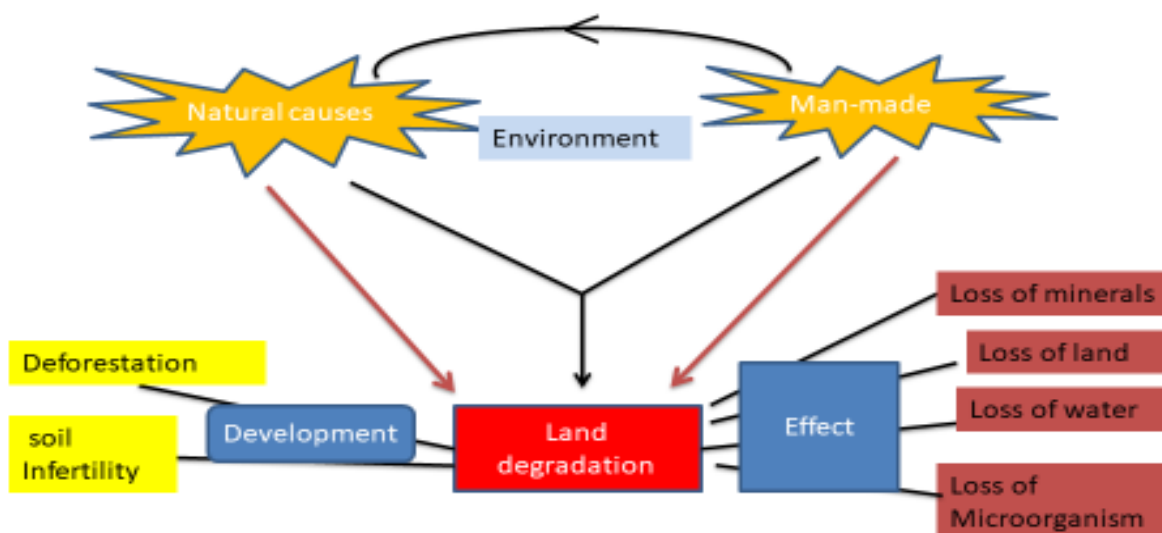 Natural causes
Man-made
Environment
Loss of minerals
Deforestation
Loss of land
Development
Land
degradation
Effect
Loss of water
soil
Infertility
Loss of
Microorganism